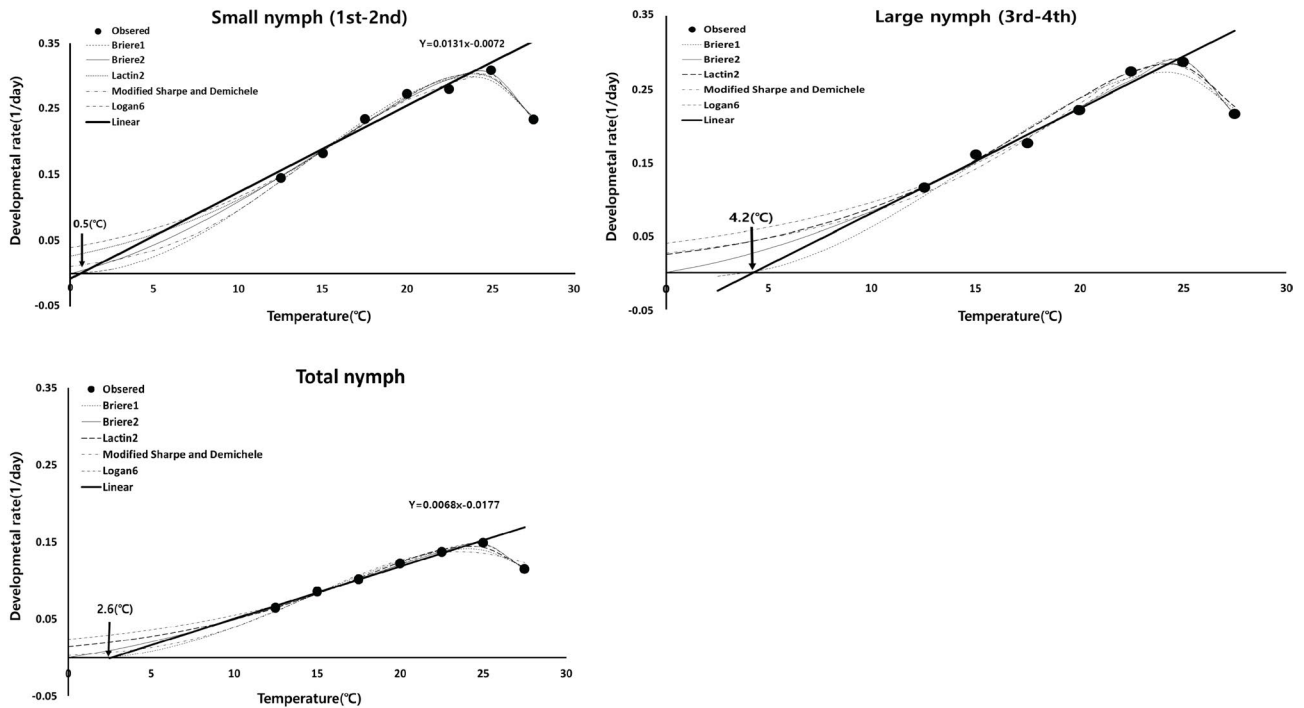 Small nymph (1st-2nd)
Obsered
Briere1
Briere2
Lactin2
Modified Sharpe and Demichele
Logan6
Linear
Y=0.0131x-0.0072
0.5(℃)
Developmetal rate(1/day)
0.35
0.25
0.15
0.05
-0.05
0 5 10 15 20 25 30
Temperature(℃)
Large nymph (3rd-4th)
Obsered
Briere1
Briere2
Lactin2
Modified Sharpe and Demichele
Logan6
Linear
4.2(℃)
Developmetal rate(1/day)
0.35
0.25
0.15
0.05
-0.05
0 5 10 15 20 25 30
Temperature(℃)
Total nymph
Obsered
Briere1
Briere2
Lactin2
Modified Sharpe and Demichele
Logan6
Linear
Y=0.0068x-0.0177
2.6(℃)
Developmetal rate(1/day)
0.35
0.25
0.15
0.05
-0.05
0 5 10 15 20 25 30
Temperature(℃)